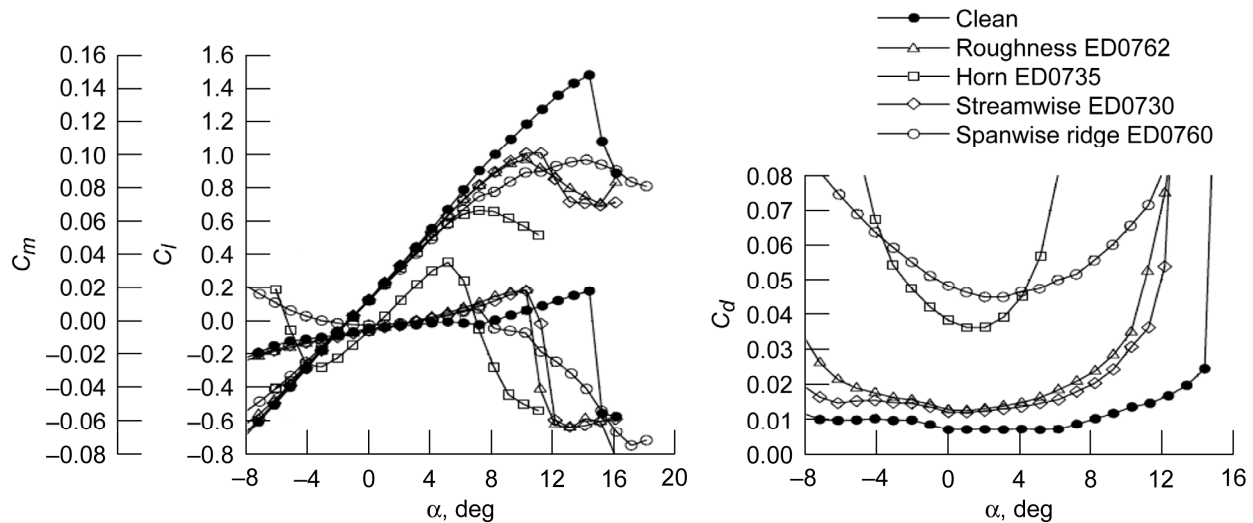 Clean
Roughness ED0762
Horn ED0735
Streamwise ED0730
Spanwise ridge ED0760
0.16
0.14
0.12
0.10
0.08
0.06
0.04
0.02
0.00
–0.02
–0.04
–0.06
–0.08
Cm
1.6
1.4
1.2
1.0
0.8
0.6
0.4
0.2
0.0
–0.2
–0.4
–0.6
–0.8
Cl
–8 –4 0 4 8 12 16 20
α, deg
0.08
0.07
0.06
0.05
0.04
0.03
0.02
0.01
0.00
Cd
–8 –4 0 4 8 12 16
α, deg